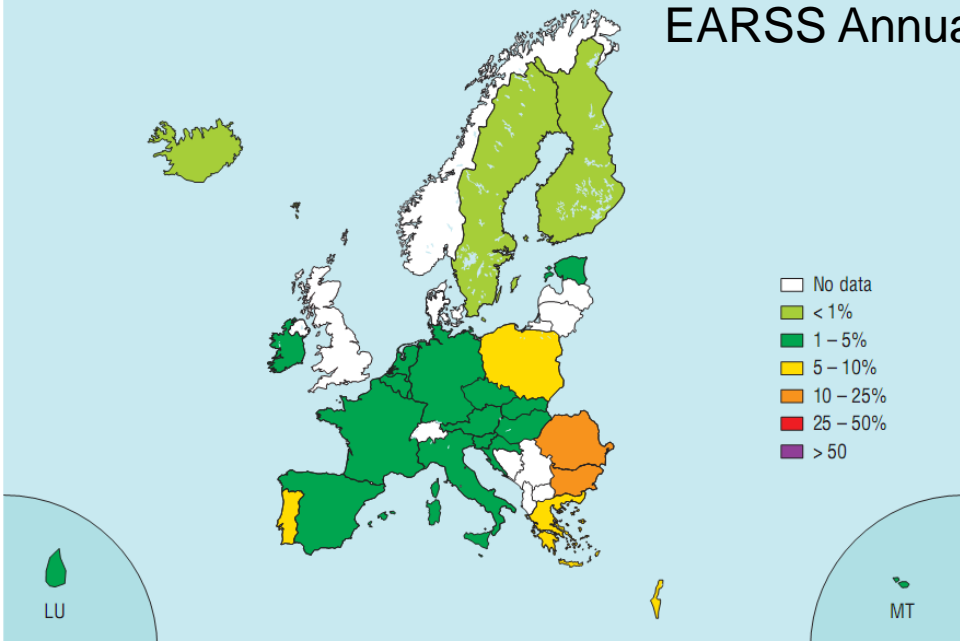 EARSS Annua
No data
< 1%
1 – 5%
5 – 10%
10 – 25%
25 – 50%
> 50
LU
MT